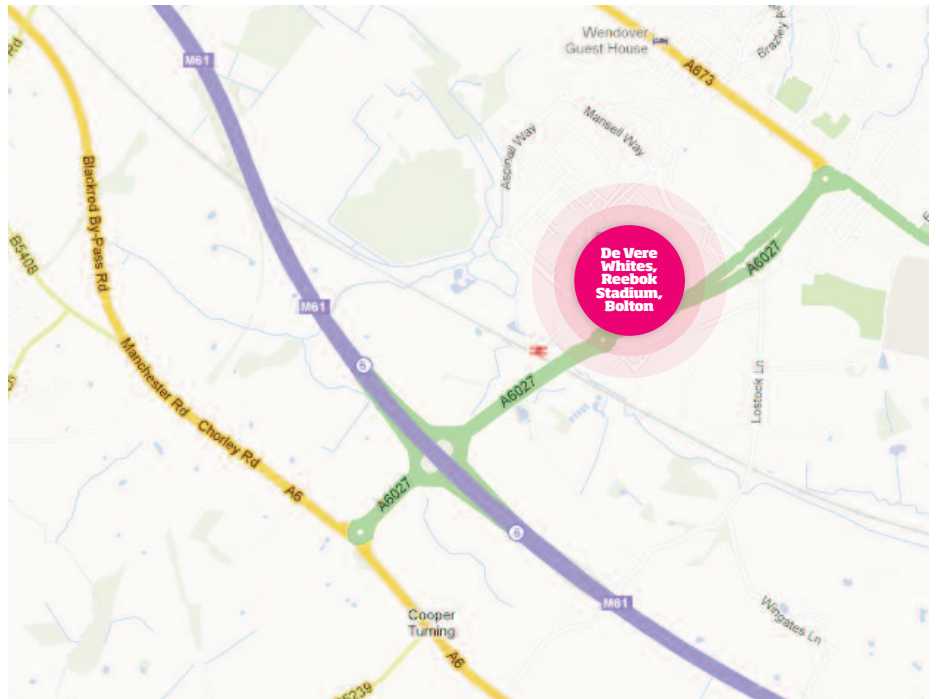 Rd
M61
Wendover
Guest House
A673
Mansell Way
Aspinall Way
Blackrod By-Pass Rd
B5408
De Vere
Whites,
Reebok
Stadium,
Bolton
A6027
M61
6
Manchester Rd
A6027
Lostock Ln
Chorley Rd
A6
A6027
6
M61
Cooper
Turning
Wingates Ln
A6